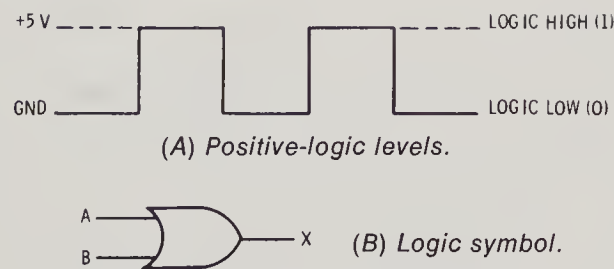 +5 V LOGIC HIGH (1)
GND LOGIC LOW (0)
(A) Positive-logic levels.
A
X (B) Logic symbol.
B